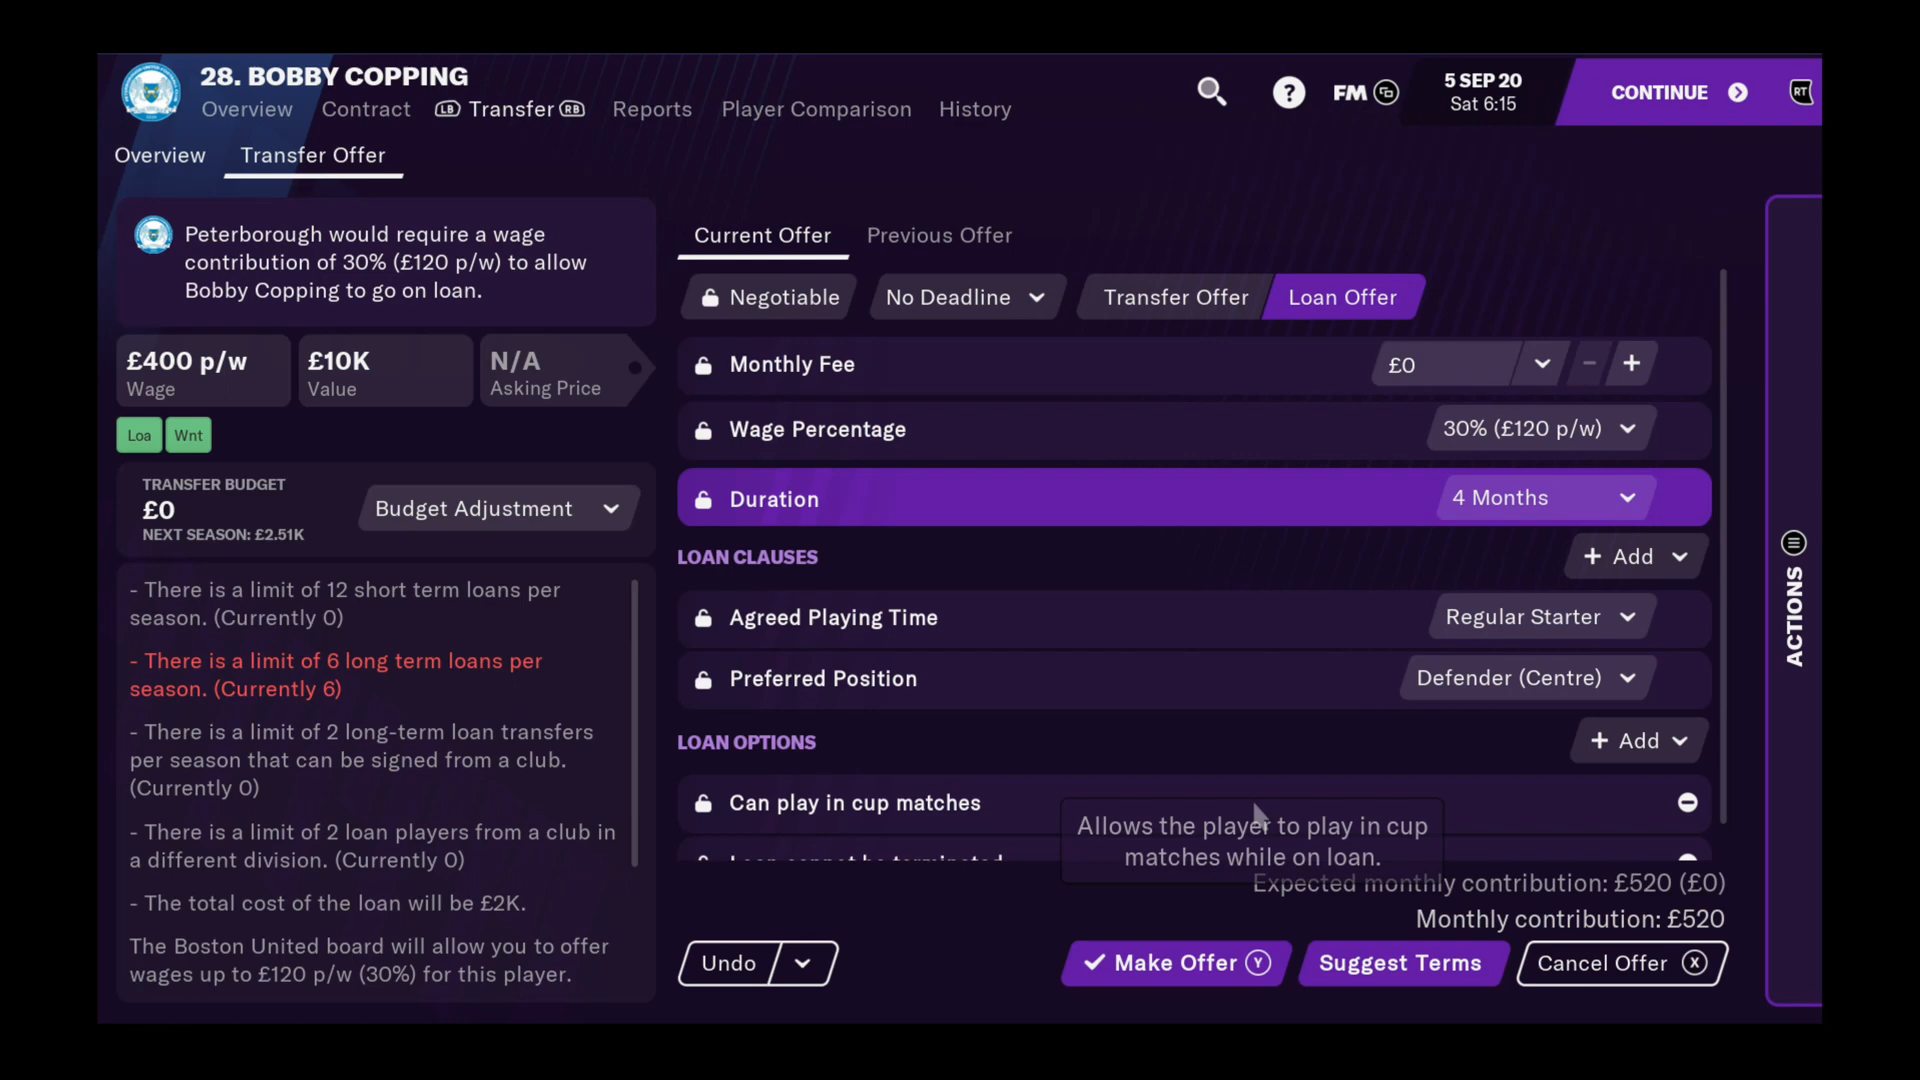 28. BOBBY COPPING
Overview
Contract
LB Transfer RB
Reports
Player Comparison
History
FM
5 SEP 20
Sat 6:15
CONTINUE
RT
Overview
Transfer Offer
Peterborough would require a wage
contribution of 30% (£120 p/w) to allow
Bobby Copping to go on loan.
£400 p/w
Wage
£10K
Value
N/A
Asking Price
Loa
Wnt
TRANSFER BUDGET
£0
NEXT SEASON: £2.51K
Budget Adjustment
- There is a limit of 12 short term loans per
season. (Currently 0)
- There is a limit of 6 long term loans per
season. (Currently 6)
- There is a limit of 2 long-term loan transfers
per season that can be signed from a club.
(Currently 0)
- There is a limit of 2 loan players from a club in
a different division. (Currently 0)
- The total cost of the loan will be £2K.
The Boston United board will allow you to offer
wages up to £120 p/w (30%) for this player.
Current Offer
Previous Offer
Negotiable
No Deadline
Transfer Offer
Loan Offer
Monthly Fee
£0
Wage Percentage
30% (£120 p/w)
Duration
4 Months
LOAN CLAUSES
+ Add
Agreed Playing Time
Regular Starter
Preferred Position
Defender (Centre)
LOAN OPTIONS
+ Add
Can play in cup matches
Allows the player to play in cup
matches while on loan.
Loan cannot be terminated
Expected monthly contribution: £520 (£0)
Monthly contribution: £520
Undo
Make Offer Y
Suggest Terms
Cancel Offer X
ACTIONS